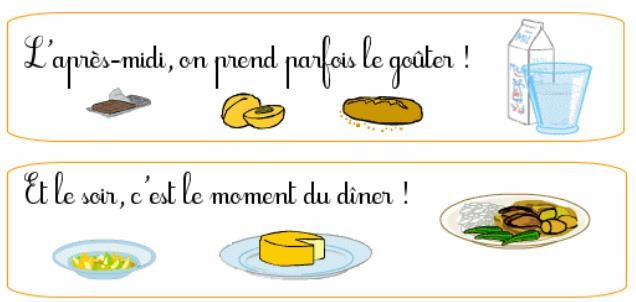 L'après-midi, on prend parfois le goûter !
Et le soir, c'est le moment du dîner !